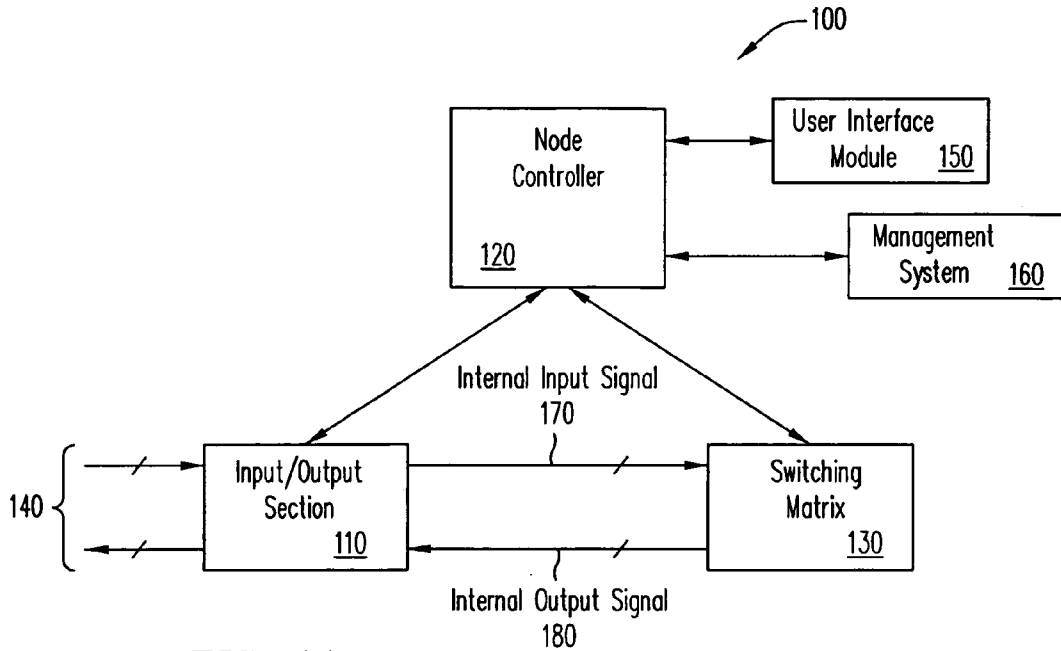 100
Node
Controller
120
User Interface
Module 150
Management
System 160
Internal Input Signal
170
140
Input/Output
Section
110
Switching
Matrix
130
Internal Output Signal
180